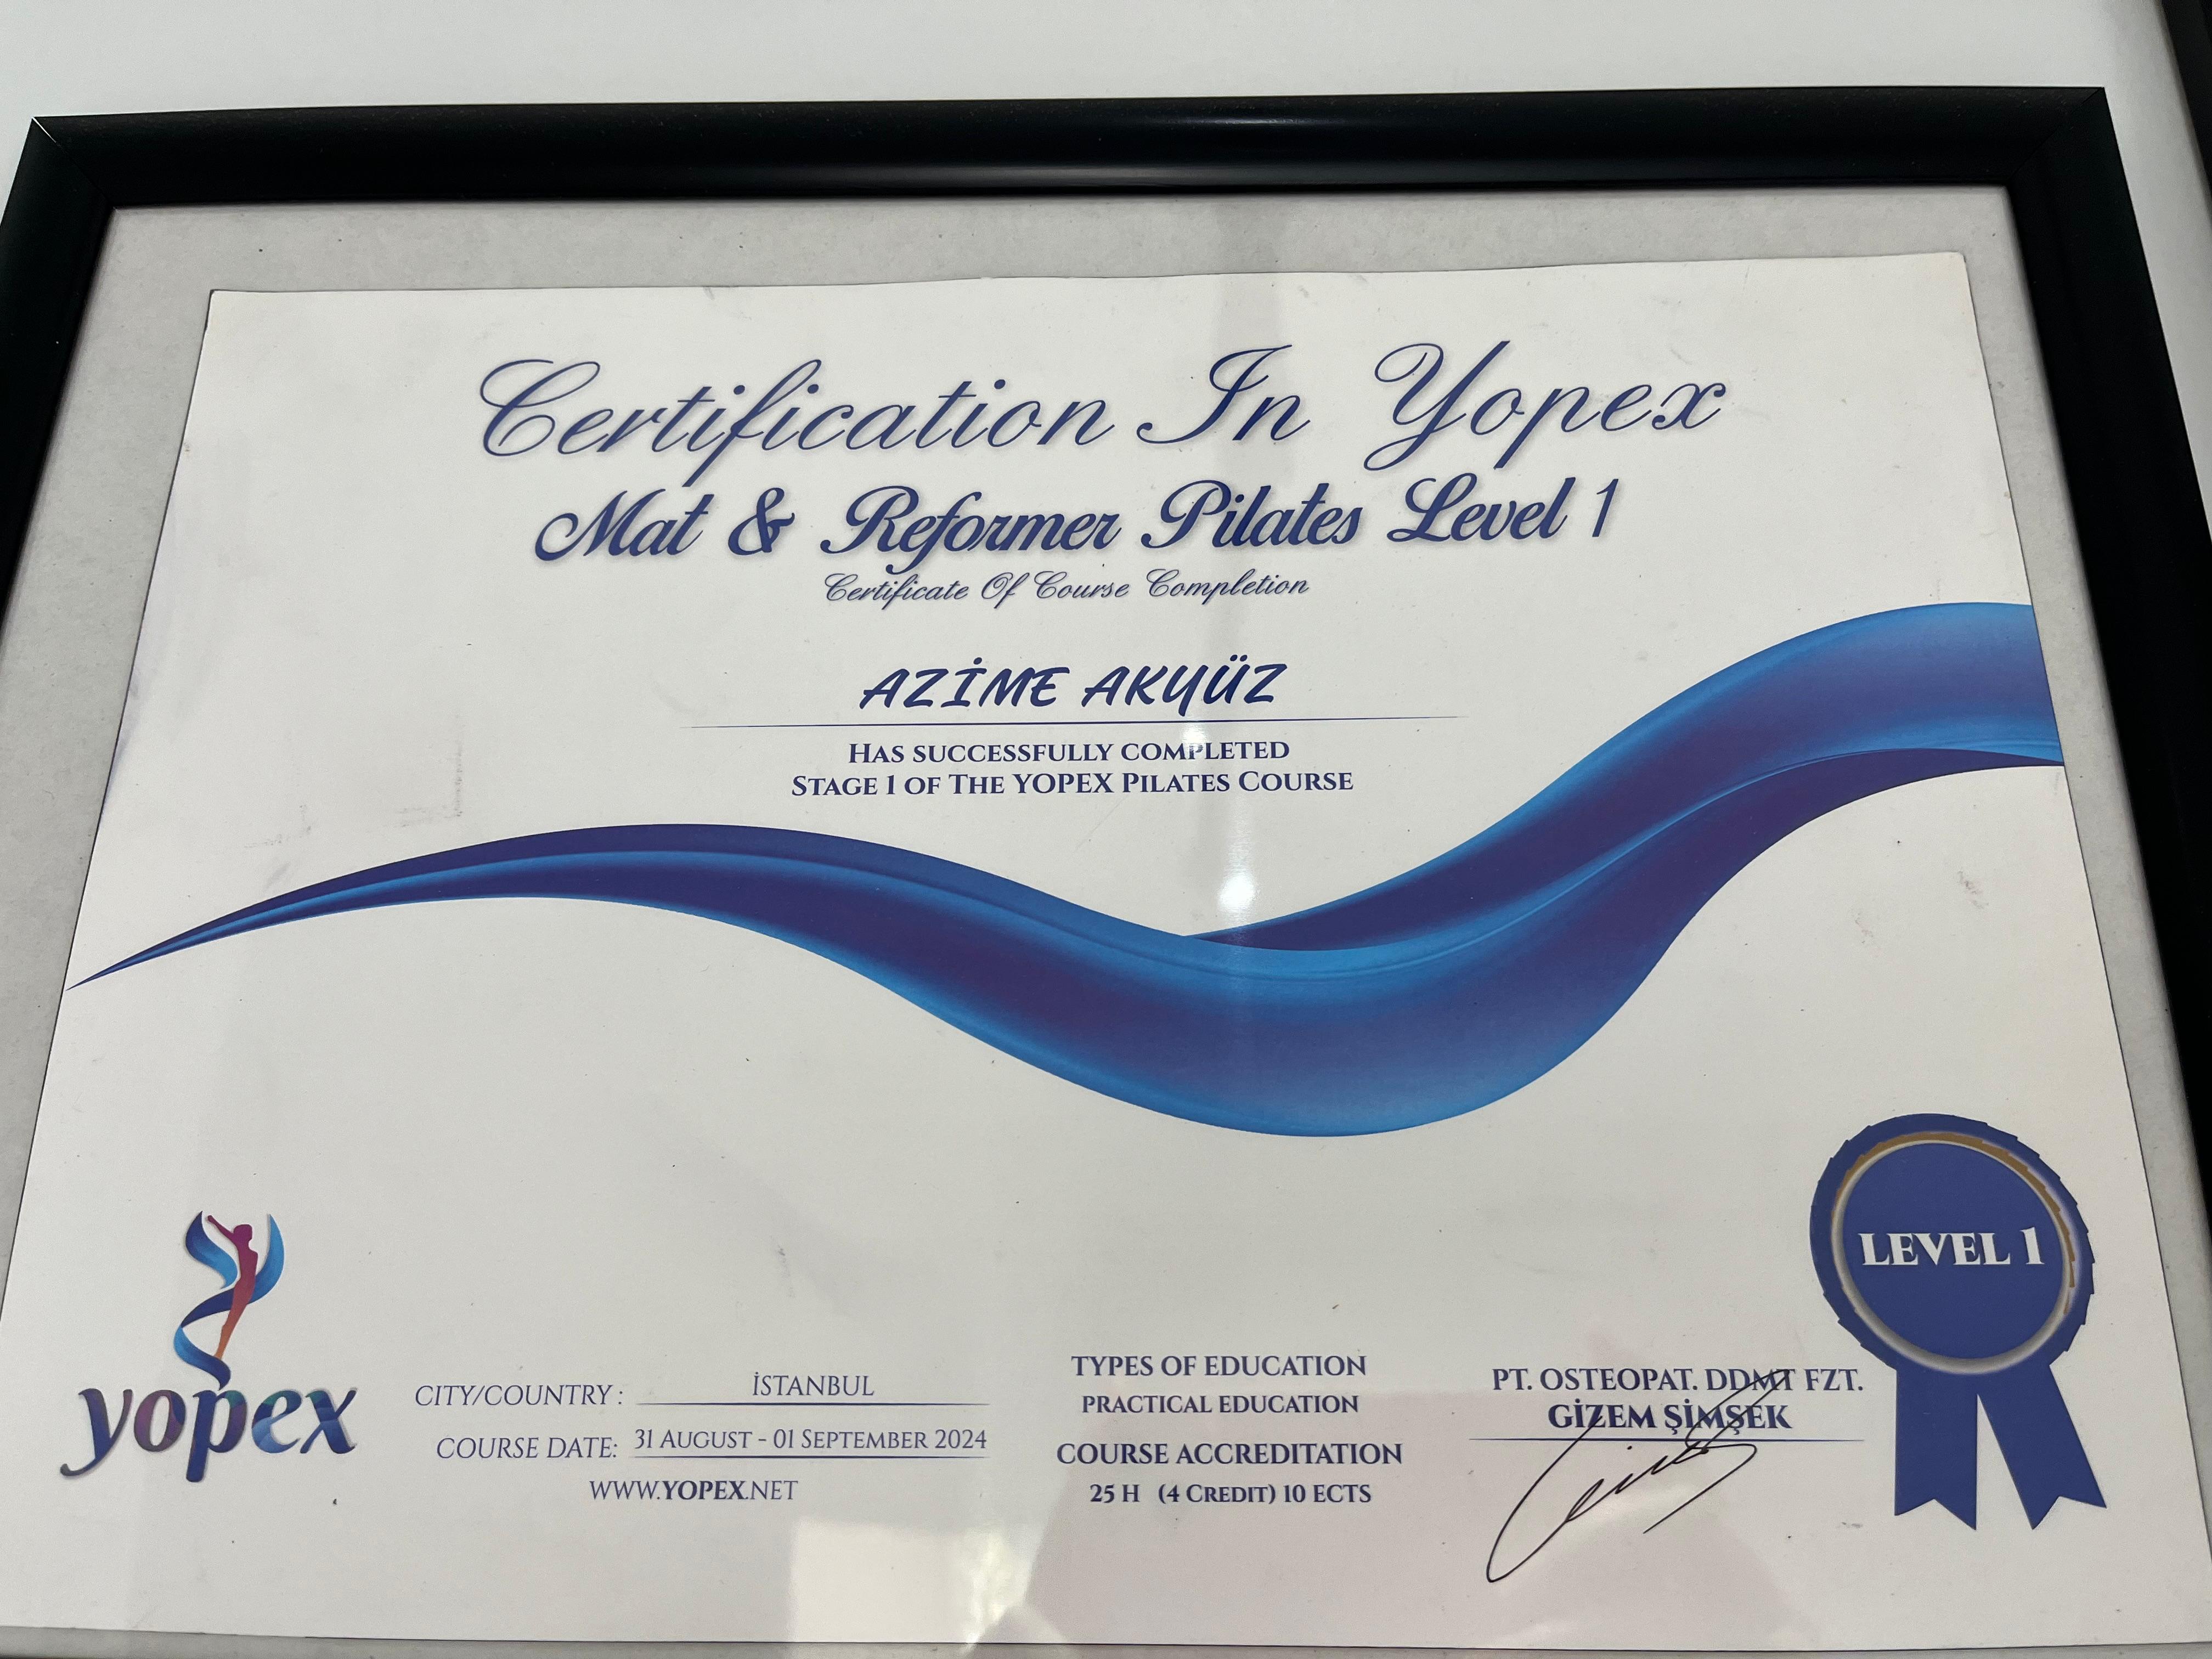 Certification In Yopex
Mat & Reformer Pilates Level 1
Certificate Of Course Completion
AZİME AKYÜZ
HAS SUCCESSFULLY COMPLETED
STAGE 1 OF THE YOPEX PILATES COURSE
LEVEL 1
yopex
CITY/COUNTRY : İSTANBUL
COURSE DATE: 31 AUGUST - 01 SEPTEMBER 2024
WWW.YOPEX.NET
TYPES OF EDUCATION
PRACTICAL EDUCATION
COURSE ACCREDITATION
25 H (4 CREDIT) 10 ECTS
PT. OSTEOPAT. DDMT FZT.
GİZEM ŞİMŞEK